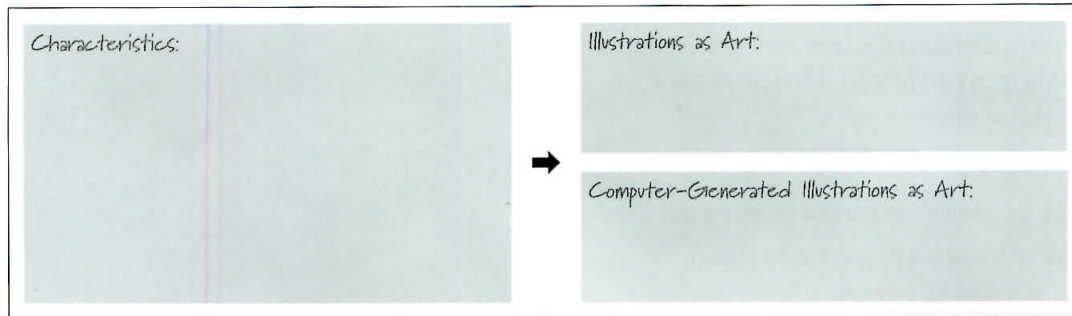 Characteristics:
Illustrations as Art:
Computer-Generated Illustrations as Art: